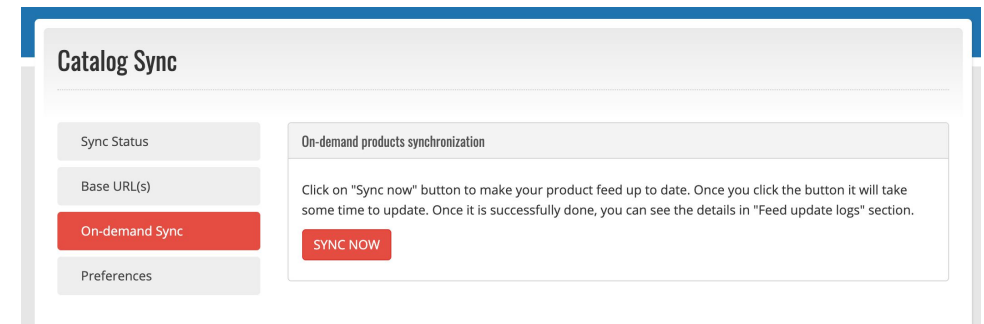 Catalog Sync
Sync Status
Base URL(s)
On-demand Sync
Preferences
On-demand products synchronization
Click on "Sync now" button to make your product feed up to date. Once you click the button it will take
some time to update. Once it is successfully done, you can see the details in "Feed update logs" section.
SYNC NOW